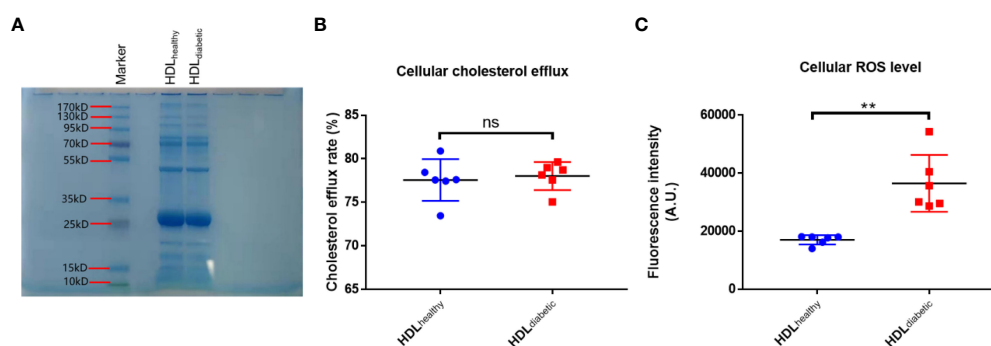 A
Marker
HDLhealthy
HDLdiabetic
170kD
130kD
95kD
70kD
55kD
35kD
25kD
15kD
10kD
B
Cellular cholesterol efflux
ns
Cholesterol efflux rate (%)
80
75
70
65
HDLhealthy
HDLdiabetic
C
Cellular ROS level
**
Fluorescence intensity
(A.U.)
60000
40000
20000
0
HDLhealthy
HDLdiabetic